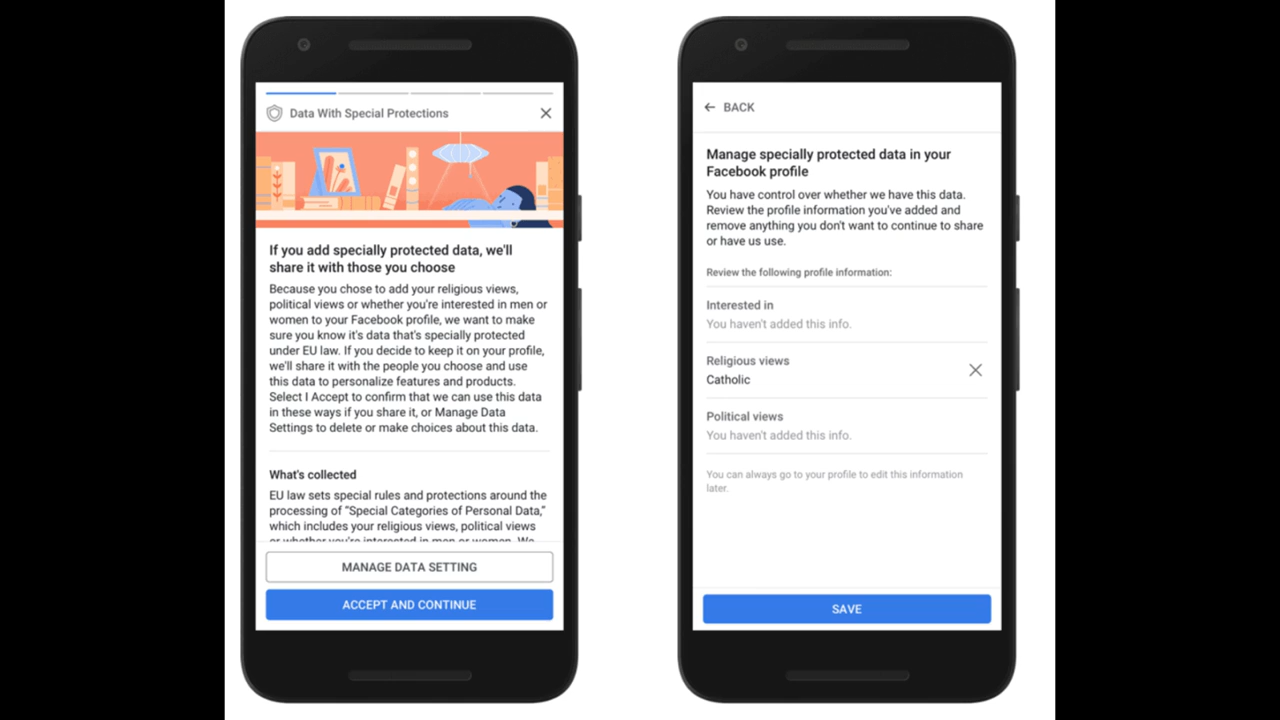 Data With Special Protections
If you add specially protected data, we'll
share it with those you choose
Because you chose to add your religious views,
political views or whether you're interested in men or
women to your Facebook profile, we want to make
sure you know it's data that's specially protected
under EU law. If you decide to keep it on your profile,
we'll share it with the people you choose and use
this data to personalize features and products.
Select I Accept to confirm that we can use this data
in these ways if you share it, or Manage Data
Settings to delete or make choices about this data.
What's collected
EU law sets special rules and protections around the
processing of "Special Categories of Personal Data,"
which includes your religious views, political views
or whether you're interested in men or women. We
MANAGE DATA SETTING
ACCEPT AND CONTINUE
BACK
Manage specially protected data in your
Facebook profile
You have control over whether we have this data.
Review the profile information you've added and
remove anything you don't want to continue to share
or have us use.
Review the following profile information:
Interested in
You haven't added this info.
Religious views
Catholic
Political views
You haven't added this info.
You can always go to your profile to edit this information
later.
SAVE